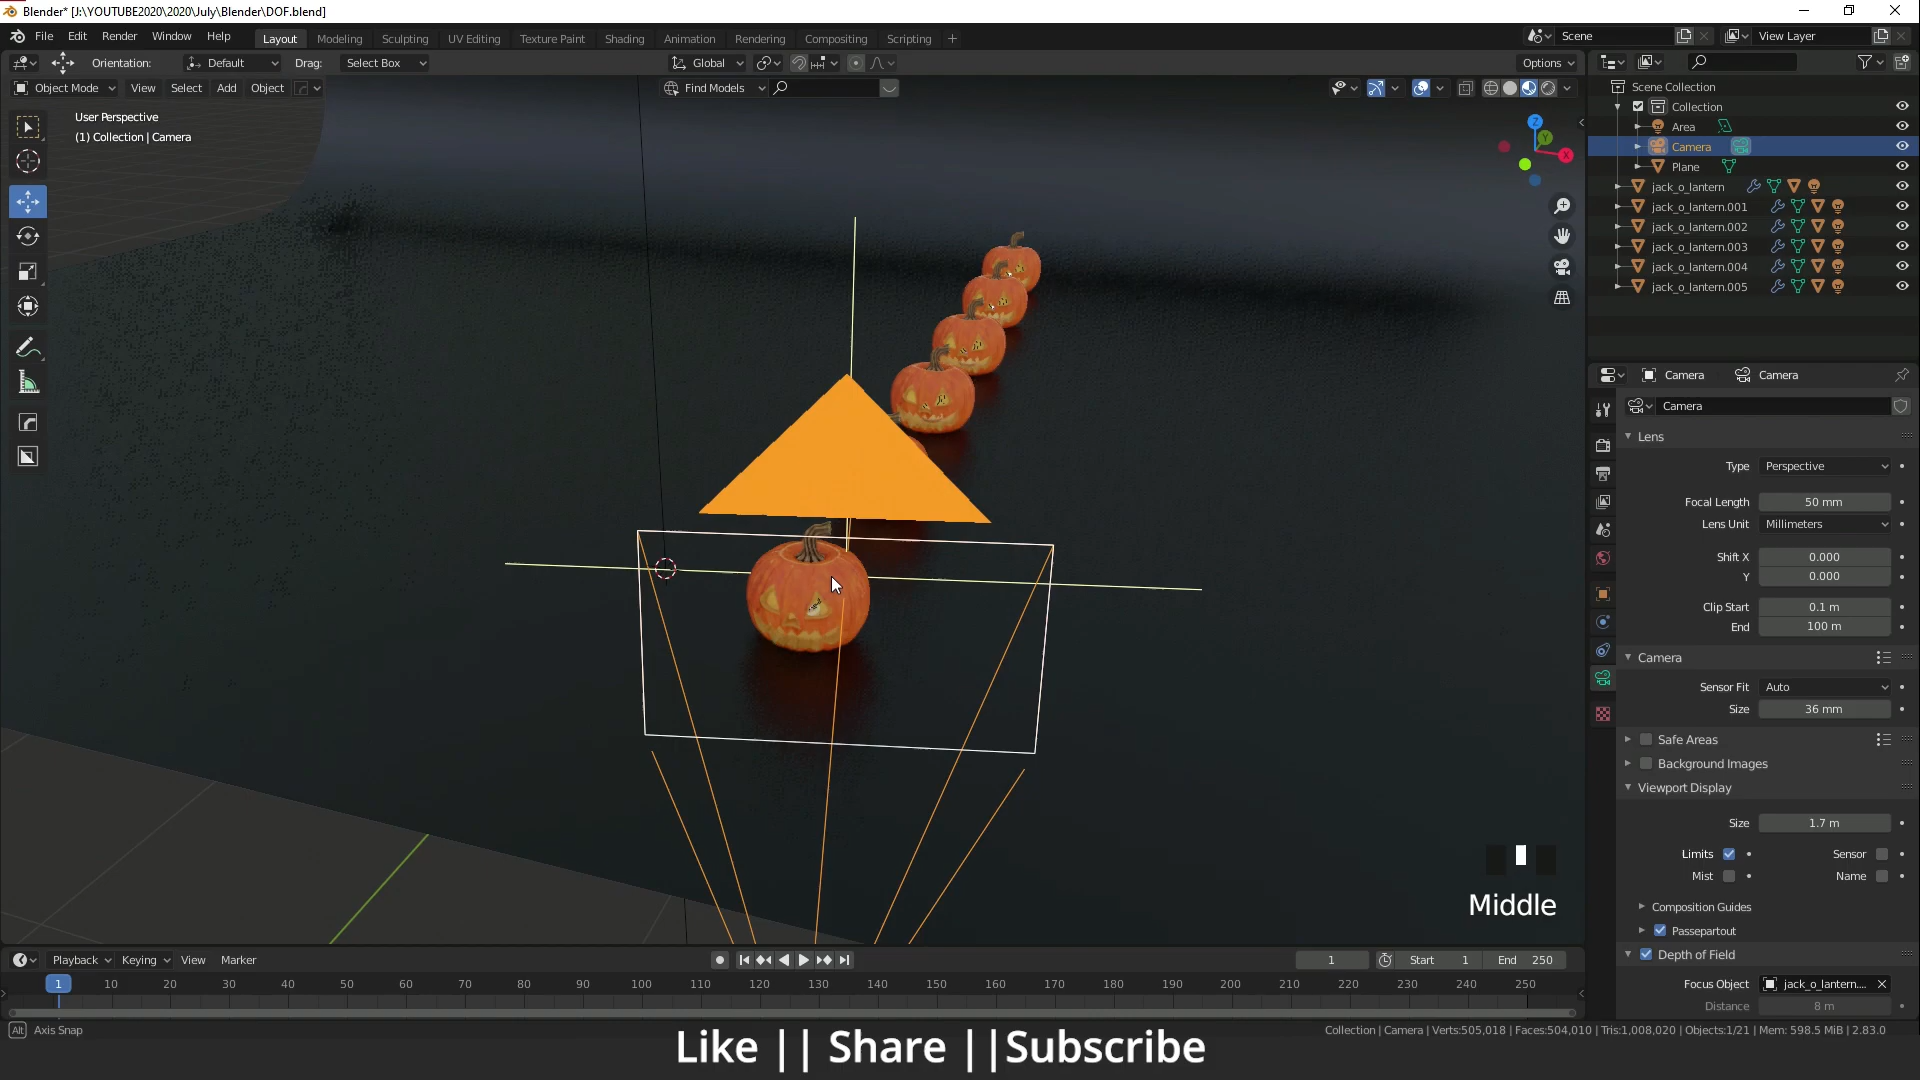 Blender* [J:\YOUTUBE2020\2020\July\Blender\DOF.blend]
File Edit Render Window Help Layout Modeling Sculpting UV Editing Texture Paint Shading Animation Rendering Compositing Scripting + Scene View Layer
Orientation: Default Drag: Select Box Global Options
Object Mode View Select Add Object Find Models
User Perspective
(1) Collection | Camera
Z
Y
X
Scene Collection
Collection
Area
Camera
Plane
jack_o_lantern
jack_o_lantern.001
jack_o_lantern.002
jack_o_lantern.003
jack_o_lantern.004
jack_o_lantern.005
Camera Camera
Camera
Lens
Type Perspective
Focal Length 50 mm
Lens Unit Millimeters
Shift X 0.000
Y 0.000
Clip Start 0.1 m
End 100 m
Camera
Sensor Fit Auto
Size 36 mm
Safe Areas
Background Images
Viewport Display
Size 1.7 m
Limits Sensor
Mist Name
Composition Guides
Passepartout
Depth of Field
Focus Object jack_o_lantern....
Distance 8 m
Middle
Playback Keying View Marker 1 Start 1 End 250
1 10 20 30 40 50 60 70 80 90 100 110 120 130 140 150 160 170 180 190 200 210 220 230 240 250
Alt Axis Snap
Collection | Camera | Verts:505,018 | Faces:504,010 | Tris:1,008,020 | Objects:1/21 | Mem: 598.5 MiB | 2.83.0
Like || Share ||Subscribe